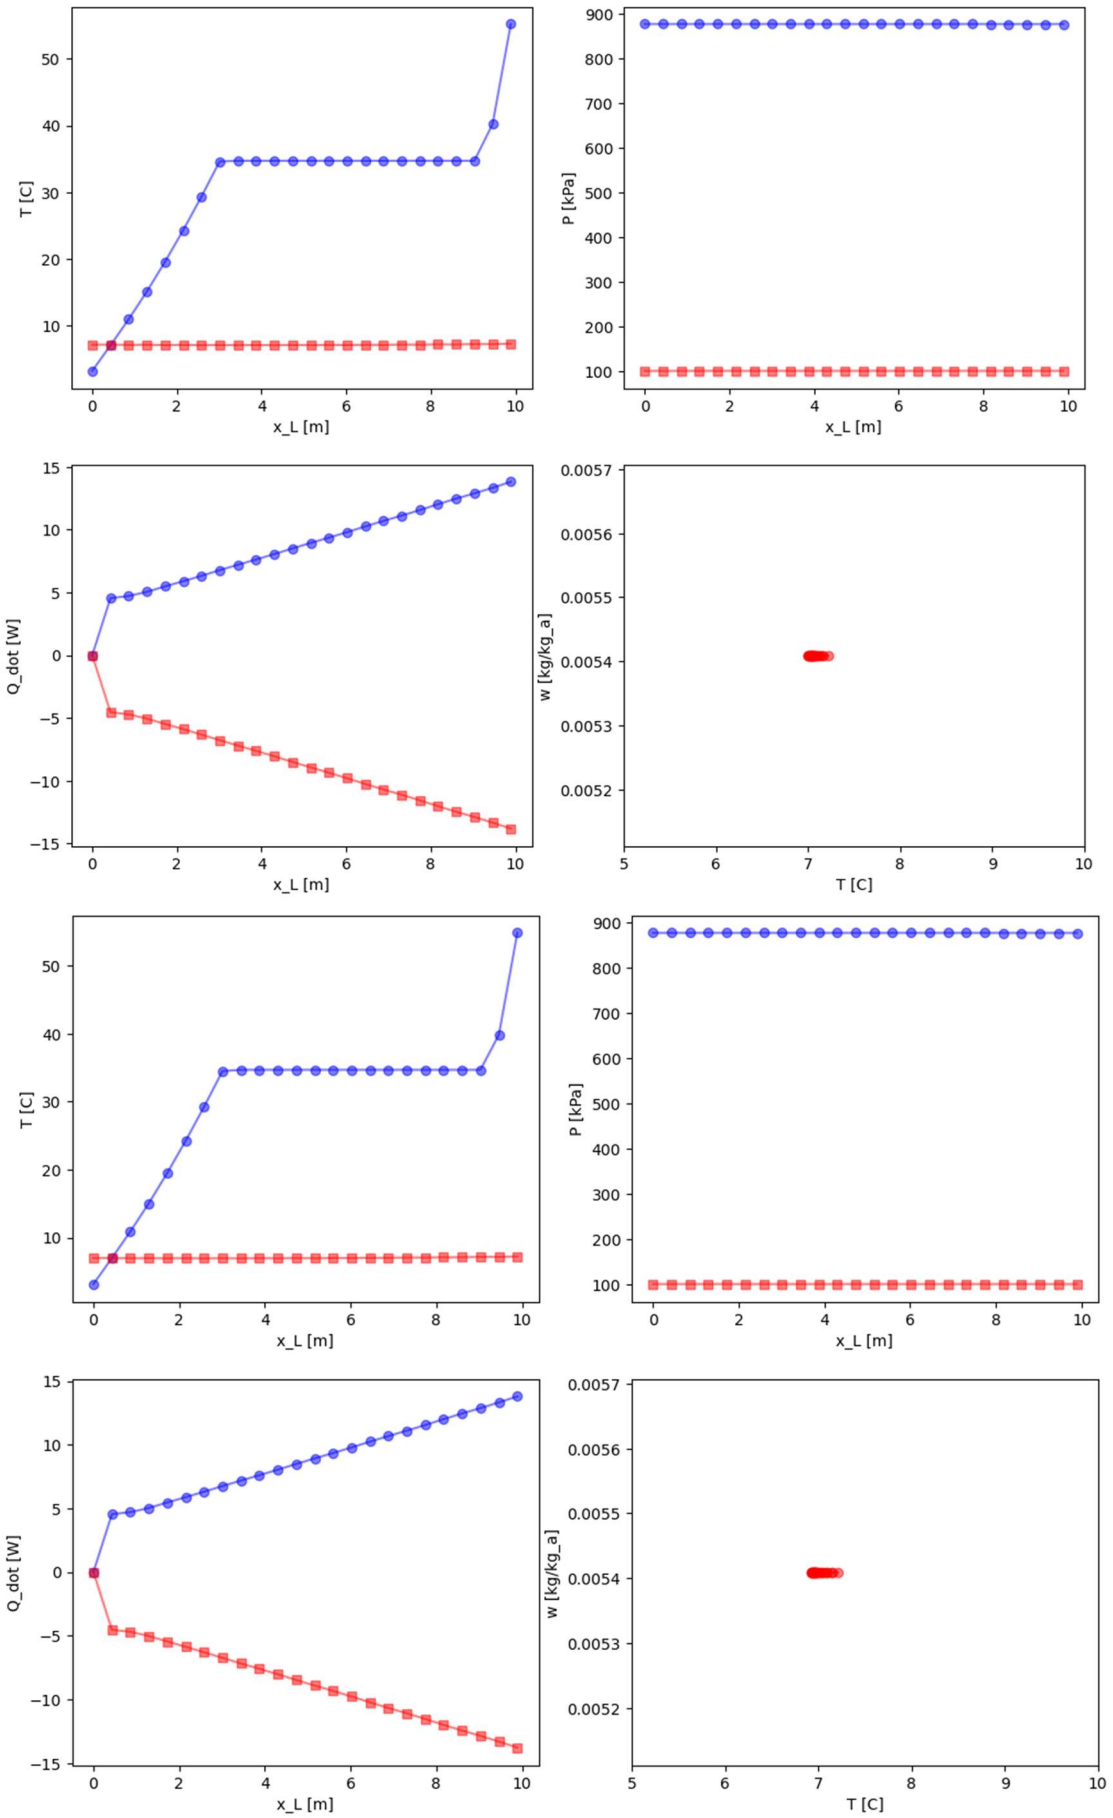 50
40
30
20
10
T [C]
0 2 4 6 8 10
x_L [m]
900
800
700
600
500
400
300
200
100
P [kPa]
0 2 4 6 8 10
x_L [m]
15
10
5
0
−5
−10
−15
Q_dot [W]
0 2 4 6 8 10
x_L [m]
0.0057
0.0056
0.0055
0.0054
0.0053
0.0052
w [kg/kg_a]
5 6 7 8 9 10
T [C]
50
40
30
20
10
T [C]
0 2 4 6 8 10
x_L [m]
900
800
700
600
500
400
300
200
100
P [kPa]
0 2 4 6 8 10
x_L [m]
15
10
5
0
−5
−10
−15
Q_dot [W]
0 2 4 6 8 10
x_L [m]
0.0057
0.0056
0.0055
0.0054
0.0053
0.0052
w [kg/kg_a]
5 6 7 8 9 10
T [C]